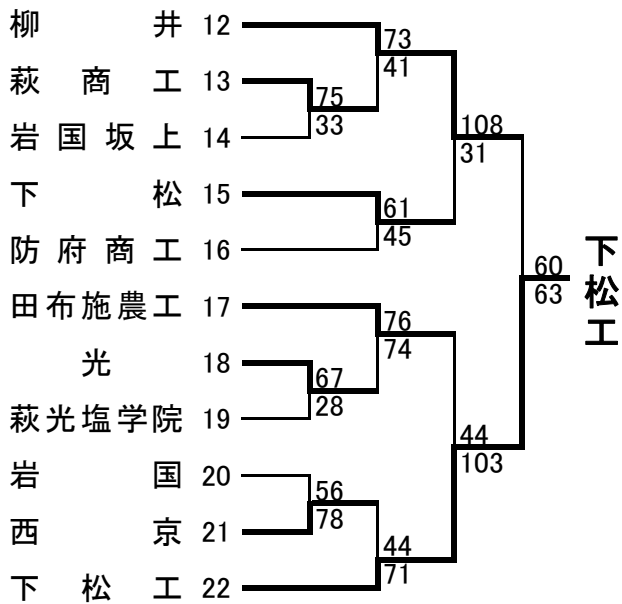 柳井 12
萩商工 13
岩国坂上 14
下松 15
防府商工 16
田布施農工 17
光 18
萩光塩学院 19
岩国 20
西京 21
下松工 22
75
33
67
28
56
78
73
41
61
45
76
74
44
71
108
31
44
103
60
63
下松工